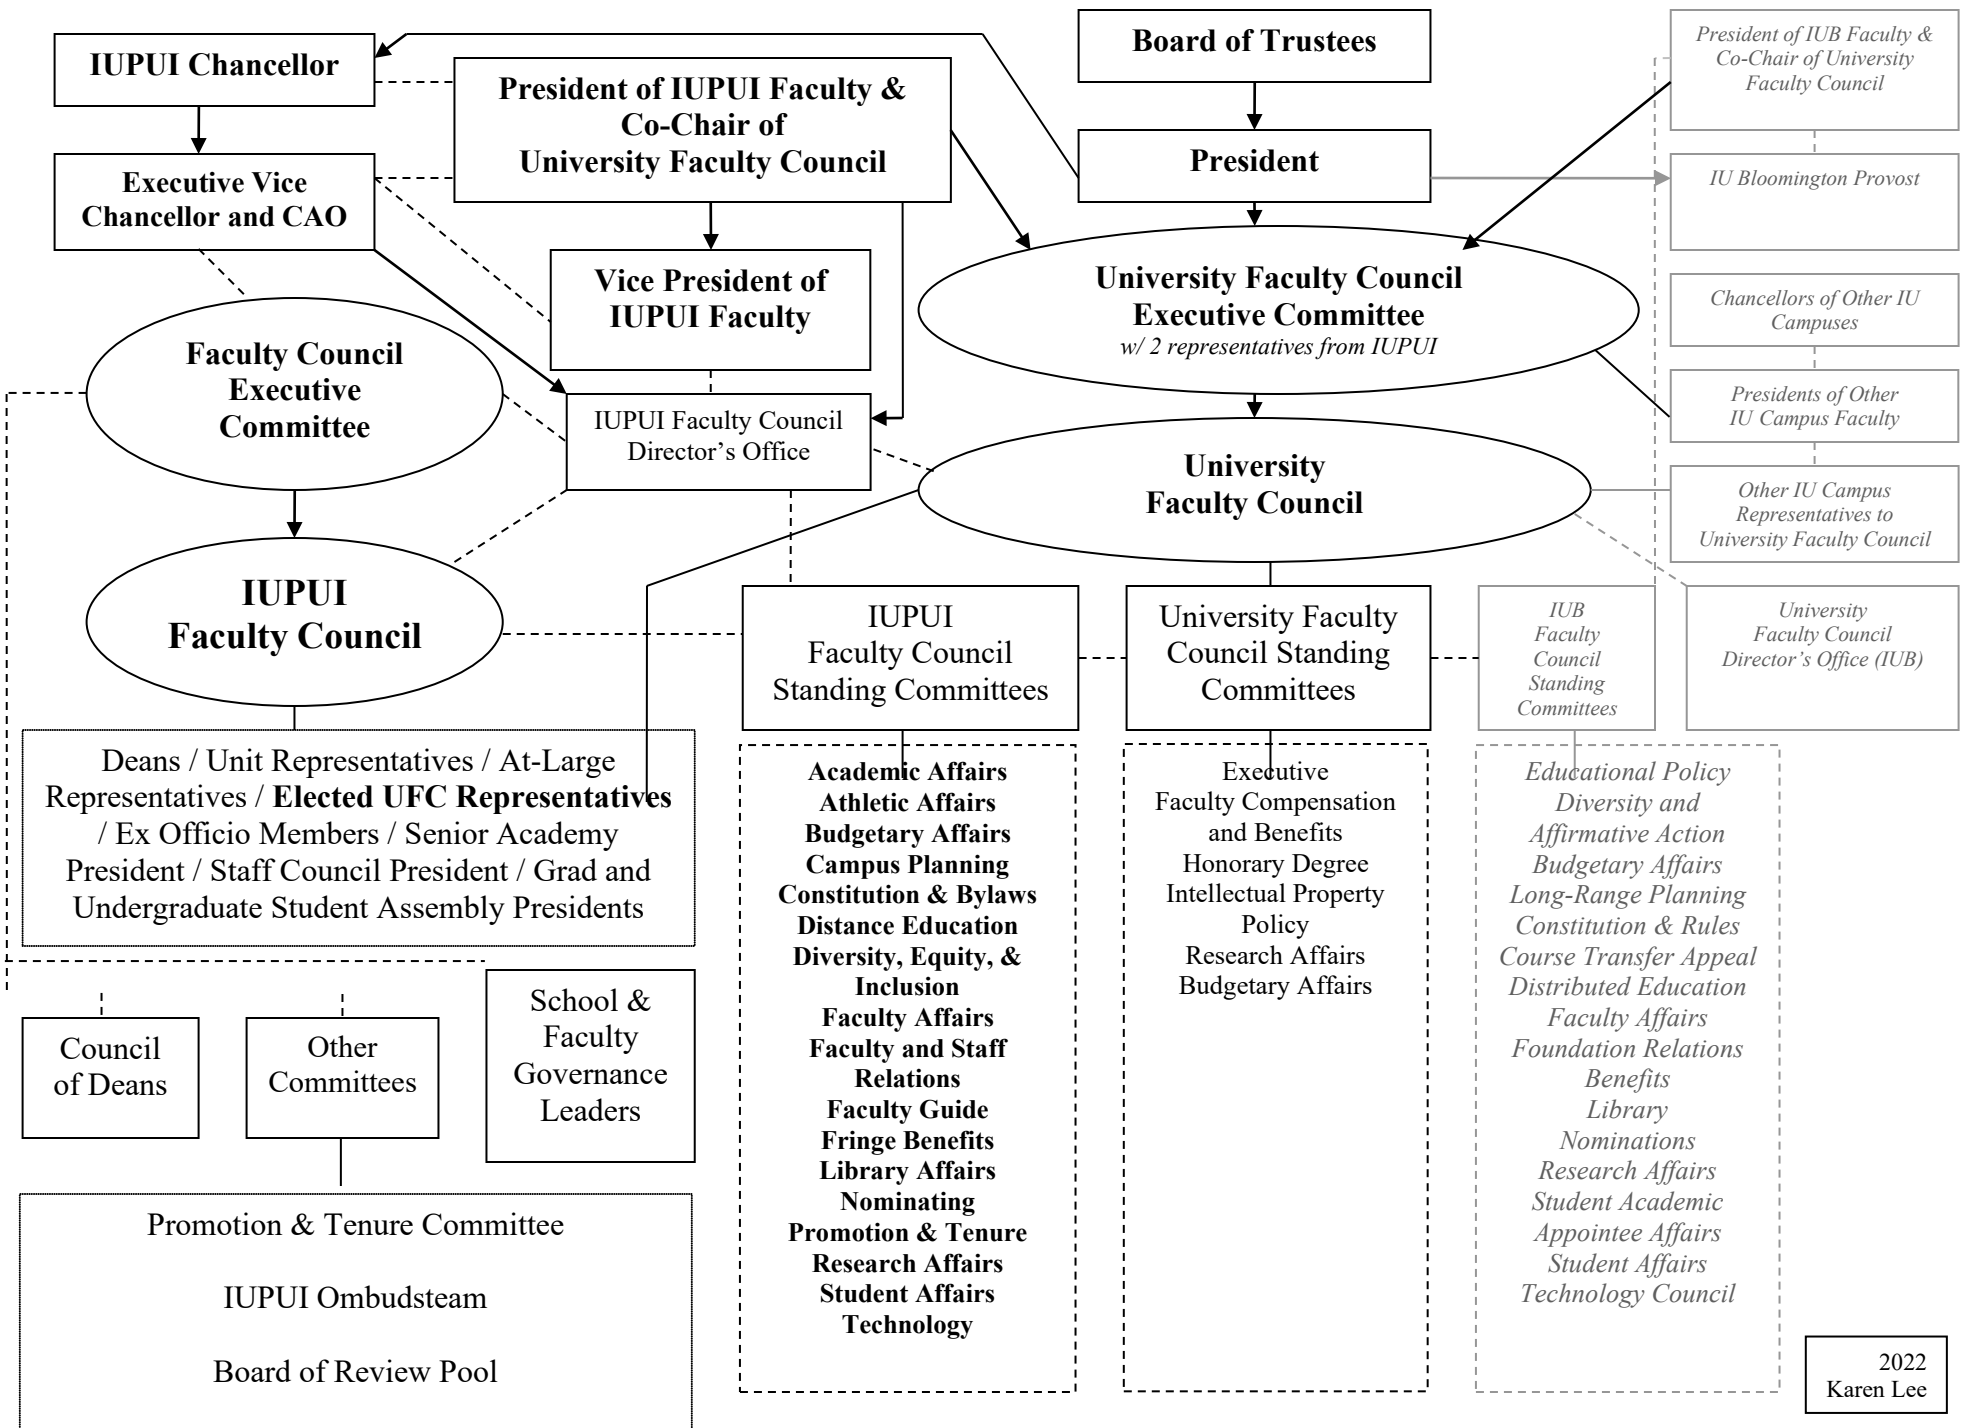 IUPUI Chancellor
President of IUPUI Faculty &
Co-Chair of
University Faculty Council
Board of Trustees
President of IUB Faculty &
Co-Chair of University
Faculty Council
Executive Vice
Chancellor and CAO
President
IU Bloomington Provost
Vice President of
IUPUI Faculty
University Faculty Council
Executive Committee
w/ 2 representatives from IUPUI
Chancellors of Other IU
Campuses
Faculty Council
Executive
Committee
IUPUI Faculty Council
Director’s Office
Presidents of Other
IU Campus Faculty
University
Faculty Council
Other IU Campus
Representatives to
University Faculty Council
IUPUI
Faculty Council
IUPUI
Faculty Council
Standing Committees
University Faculty
Council Standing
Committees
IUB
Faculty
Council
Standing
Committees
University
Faculty Council
Director’s Office (IUB)
Deans / Unit Representatives / At-Large
Representatives / Elected UFC Representatives
/ Ex Officio Members / Senior Academy
President / Staff Council President / Grad and
Undergraduate Student Assembly Presidents
Academic Affairs
Athletic Affairs
Budgetary Affairs
Campus Planning
Constitution & Bylaws
Distance Education
Diversity, Equity, &
Inclusion
Faculty Affairs
Faculty and Staff
Relations
Faculty Guide
Fringe Benefits
Library Affairs
Nominating
Promotion & Tenure
Research Affairs
Student Affairs
Technology
Executive
Faculty Compensation
and Benefits
Honorary Degree
Intellectual Property
Policy
Research Affairs
Budgetary Affairs
Educational Policy
Diversity and
Affirmative Action
Budgetary Affairs
Long-Range Planning
Constitution & Rules
Course Transfer Appeal
Distributed Education
Faculty Affairs
Foundation Relations
Benefits
Library
Nominations
Research Affairs
Student Academic
Appointee Affairs
Student Affairs
Technology Council
Council
of Deans
Other
Committees
School &
Faculty
Governance
Leaders
Promotion & Tenure Committee
IUPUI Ombudsteam
Board of Review Pool
2022
Karen Lee